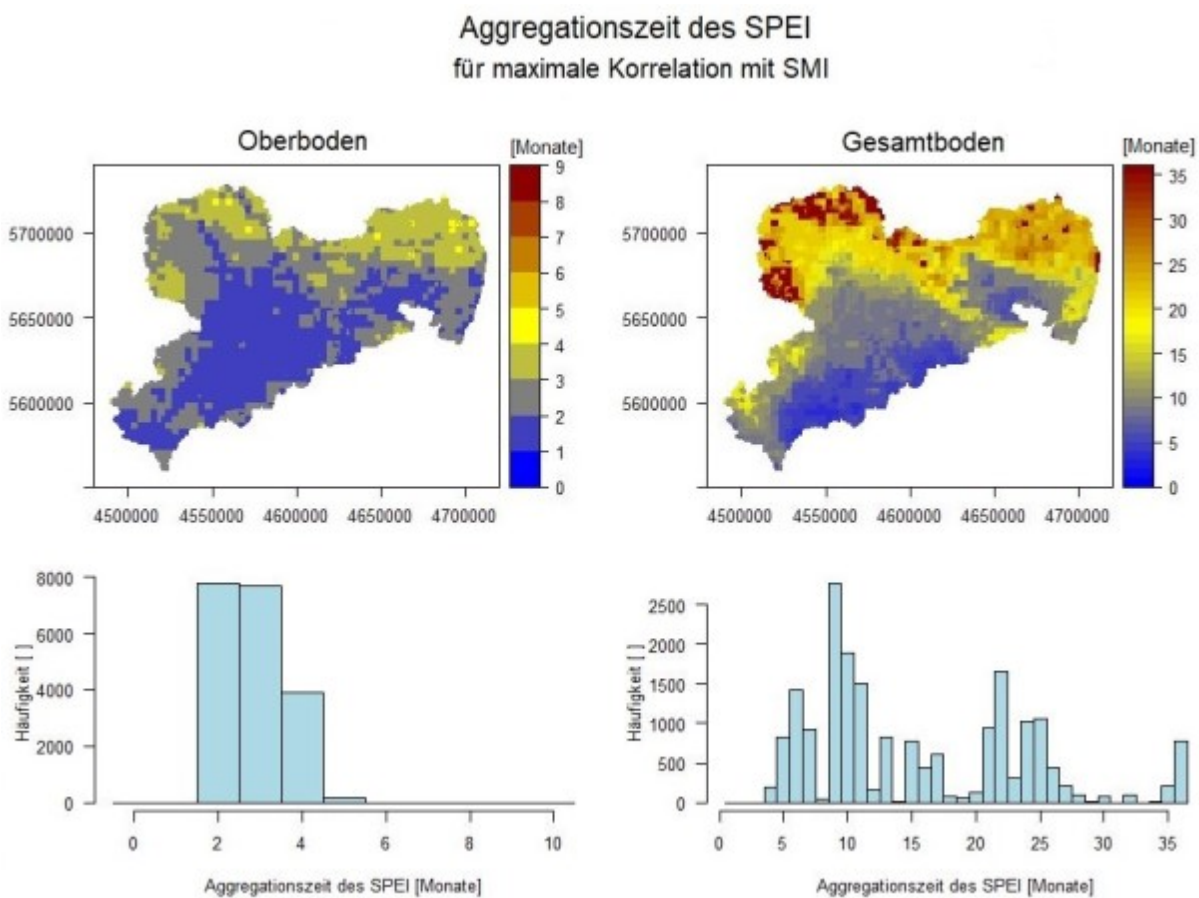 Aggregationszeit des SPEI
für maximale Korrelation mit SMI
Oberboden
[Monate]
9
8
7
6
5
4
3
2
1
0
5700000
5650000
5600000
4500000 4550000 4600000 4650000 4700000
Gesamtboden
[Monate]
35
30
25
20
15
10
5
0
5700000
5650000
5600000
4500000 4550000 4600000 4650000 4700000
Häufigkeit [ ]
8000
6000
4000
2000
0
0 2 4 6 8 10
Aggregationszeit des SPEI [Monate]
Häufigkeit [ ]
2500
2000
1500
1000
500
0
0 5 10 15 20 25 30 35
Aggregationszeit des SPEI [Monate]